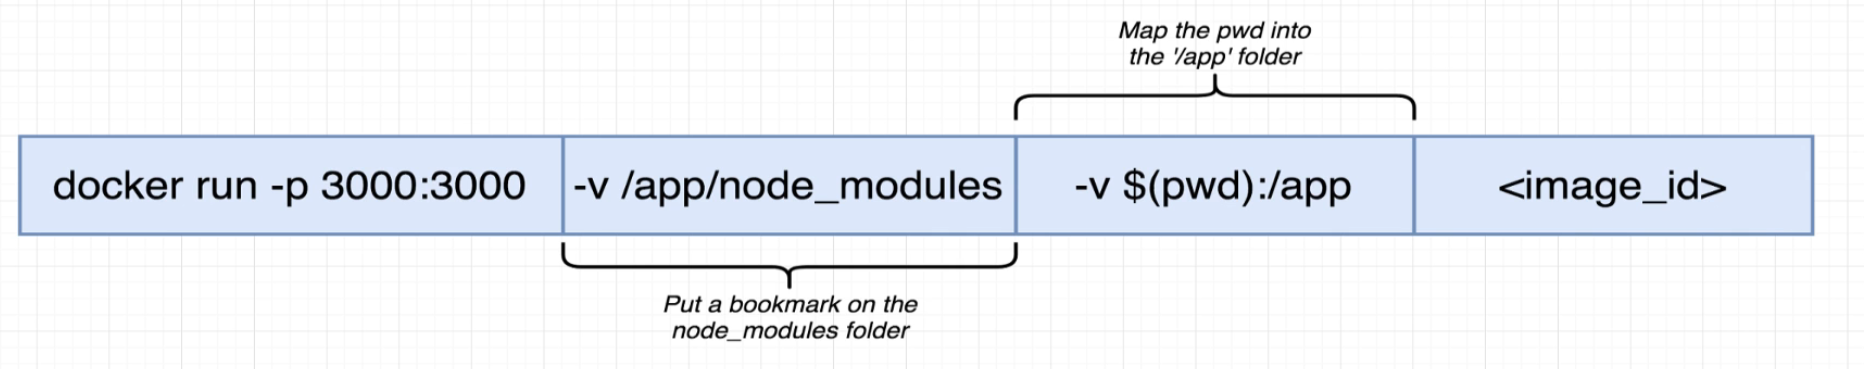 Map the pwd into
the '/app' folder
docker run -p 3000:3000 -v /app/node_modules -v $(pwd):/app <image_id>
Put a bookmark on the
node_modules folder